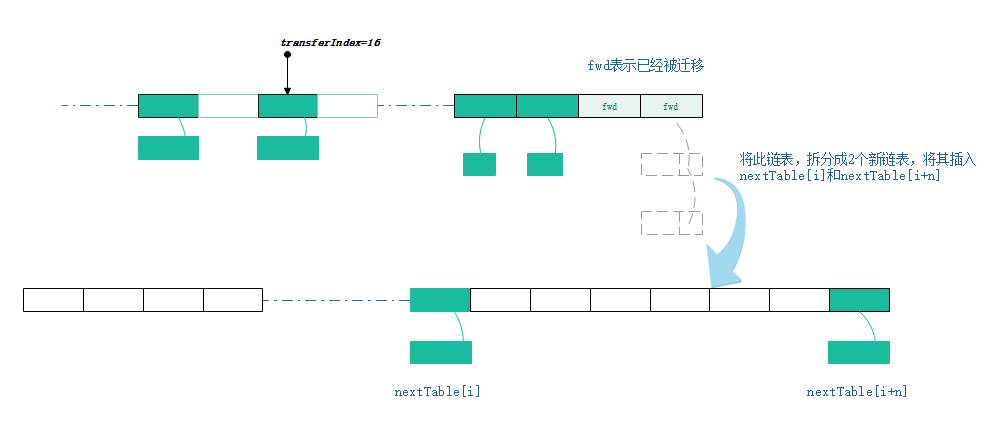 transferIndex=16
fwd表示已经被迁移
fwd
fwd
将此链表，拆分成2个新链表，将其插入
nextTable[i]和nextTable[i+n]
nextTable[i]
nextTable[i+n]